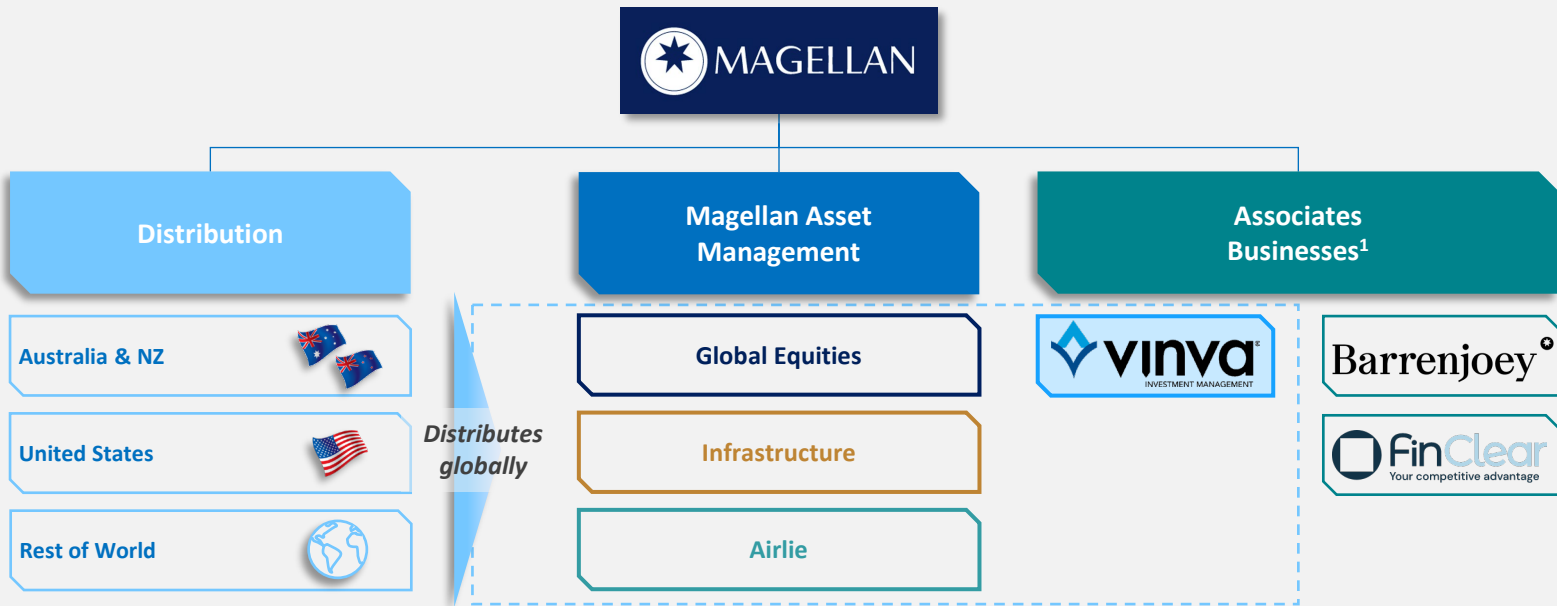 MAGELLAN
Distribution
Magellan Asset
Management
Associates
Businesses¹
Australia & NZ
United States
Rest of World
Distributes
globally
Global Equities
Infrastructure
Airlie
vinva®
INVESTMENT MANAGEMENT
Barrenjoey
FinClear
Your competitive advantage